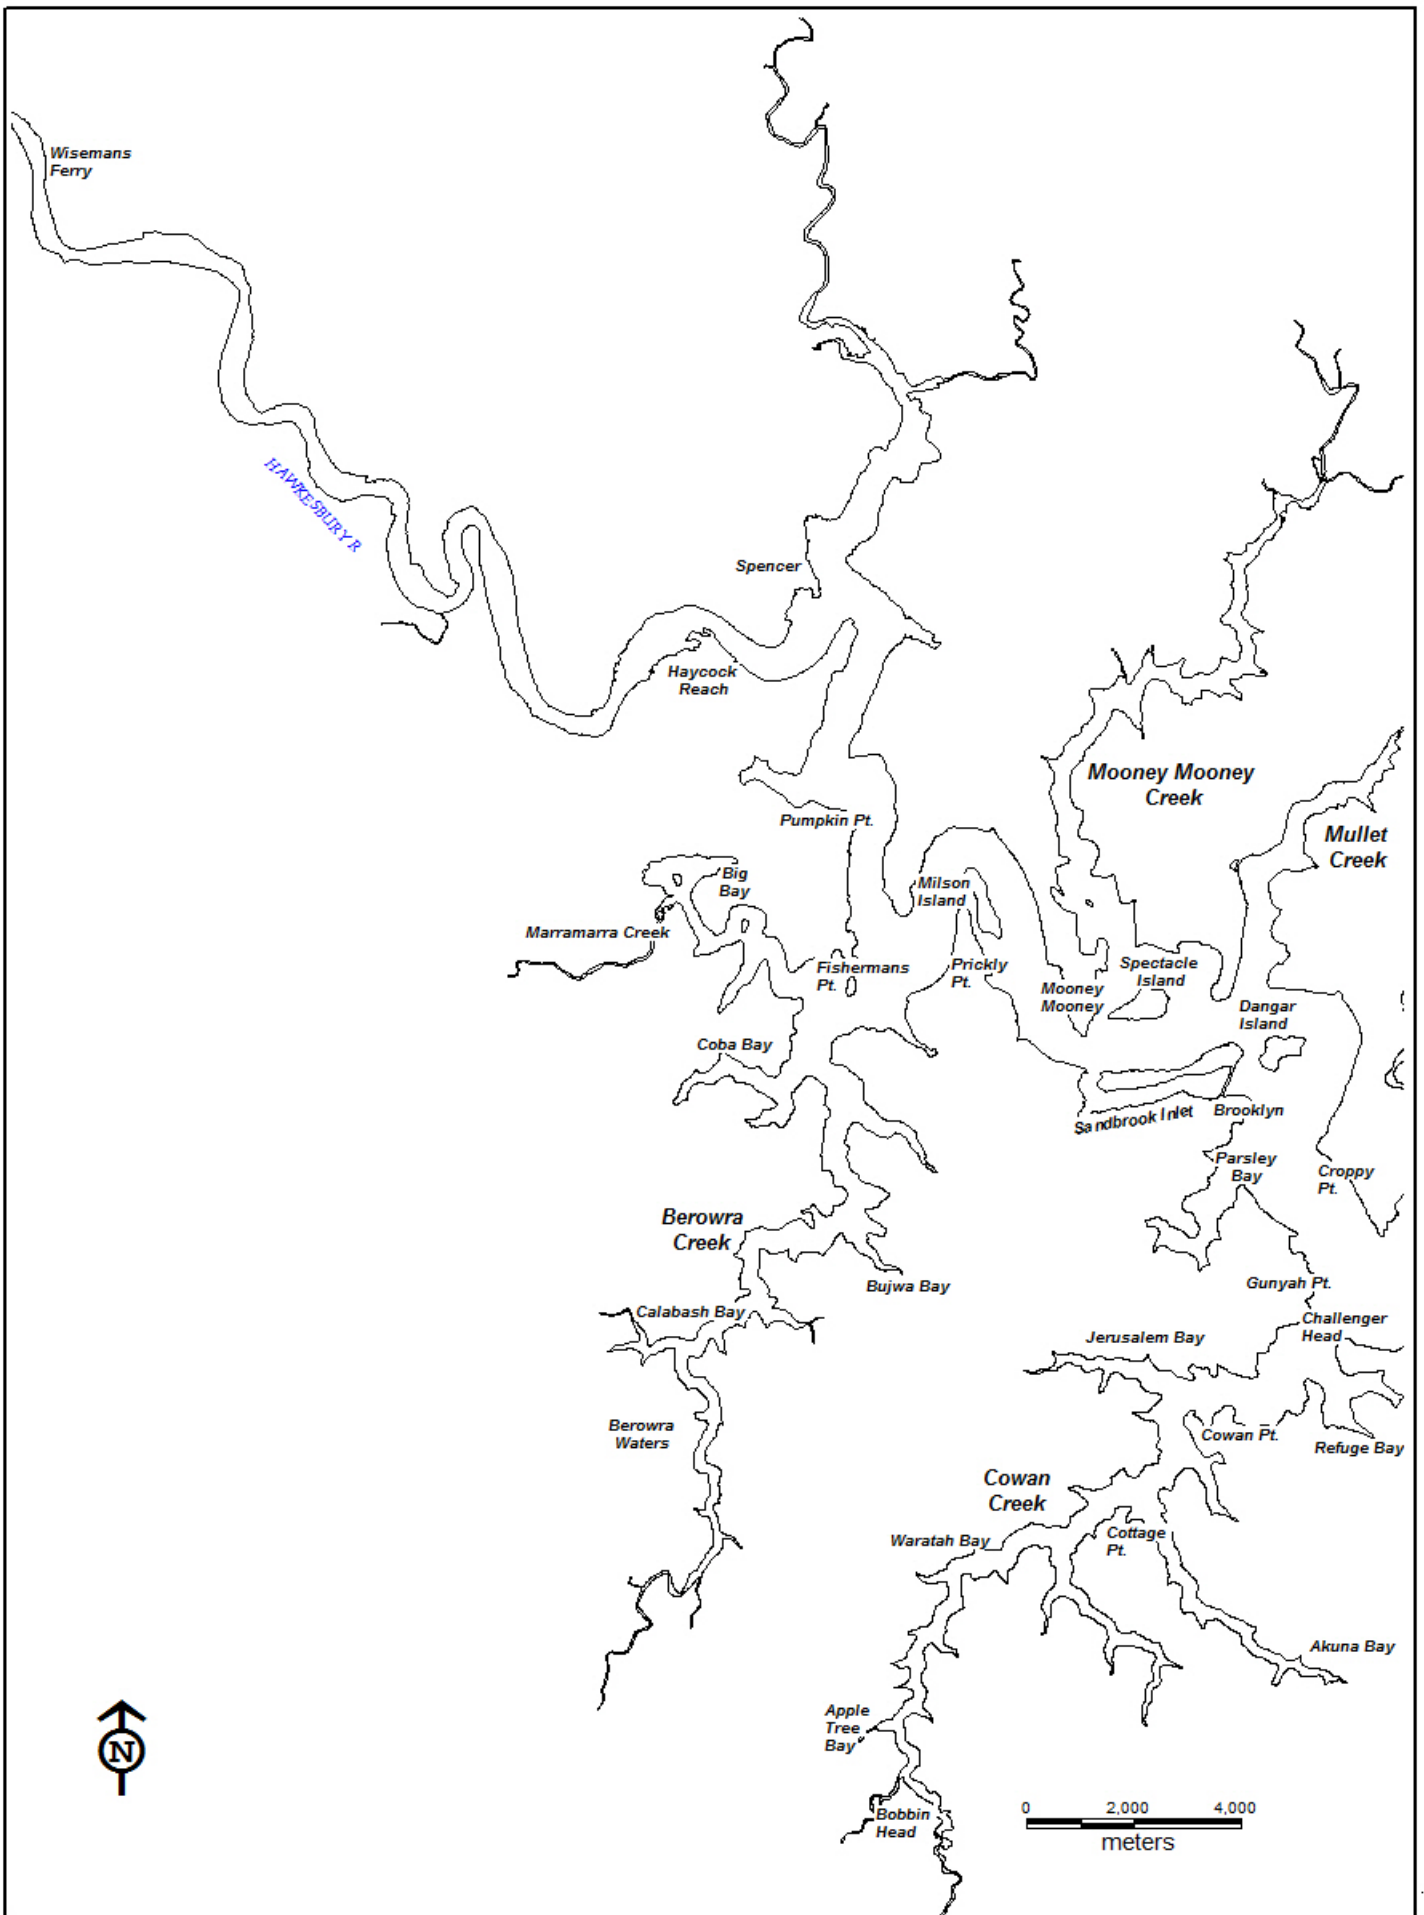 Wisemans
Ferry
HAWKESBURY R
Spencer
Haycock
Reach
Mooney Mooney
Creek
Pumpkin Pt.
Mullet
Creek
Big
Bay
Milson
Island
Marramarra Creek
Fishermans
Pt.
Prickly
Pt.
Spectacle
Island
Mooney
Mooney
Dangar
Island
Coba Bay
Sandbrook Inlet
Brooklyn
Parsley
Bay
Croppy
Pt.
Berowra
Creek
Bujwa Bay
Gunyah Pt.
Calabash Bay
Challenger
Head
Jerusalem Bay
Berowra
Waters
Cowan Pt.
Refuge Bay
Cowan
Creek
Waratah Bay
Cottage
Pt.
Akuna Bay
Apple
Tree
Bay
N
Bobbin
Head
0 2,000 4,000
meters